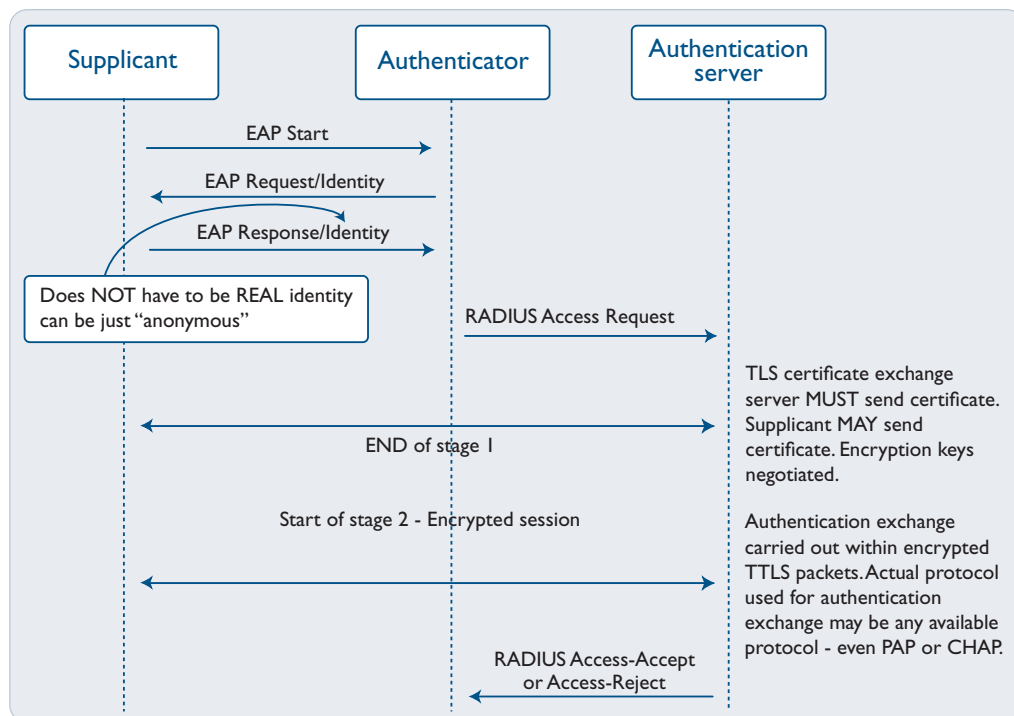 Supplicant
Authenticator
Authentication
server
EAP Start
EAP Request/Identity
EAP Response/Identity
Does NOT have to be REAL identity
can be just “anonymous”
RADIUS Access Request
TLS certificate exchange
server MUST send certificate.
Supplicant MAY send
certificate. Encryption keys
negotiated.
END of stage 1
Start of stage 2 - Encrypted session
Authentication exchange
carried out within encrypted
TTLS packets. Actual protocol
used for authentication
exchange may be any available
protocol - even PAP or CHAP.
RADIUS Access-Accept
or Access-Reject